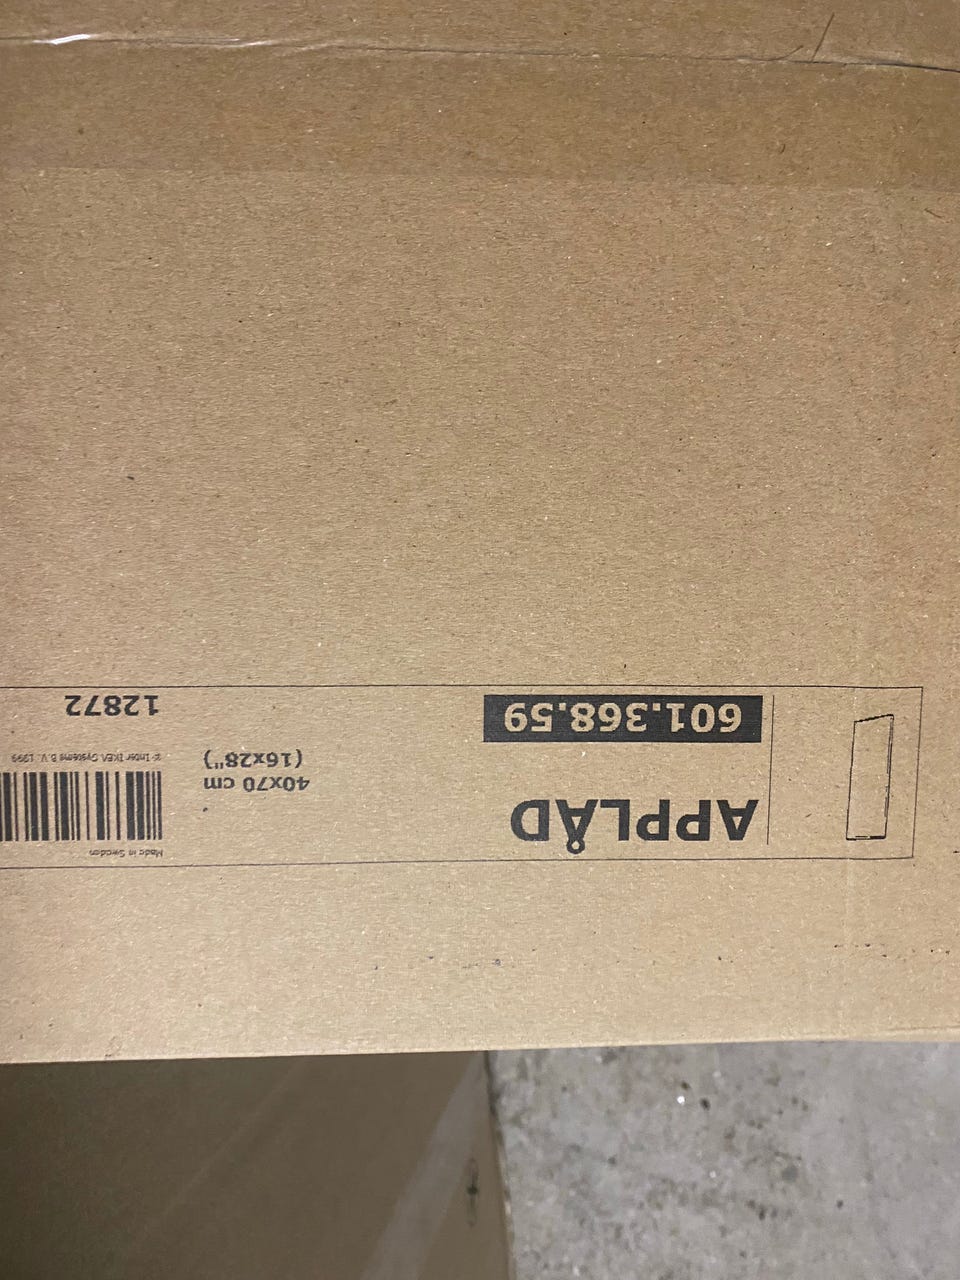 APPLÅD
601.368.59
40x70 cm
(16x28")
Made in Sweden
© Inter IKEA Systems B.V. 1999
12872